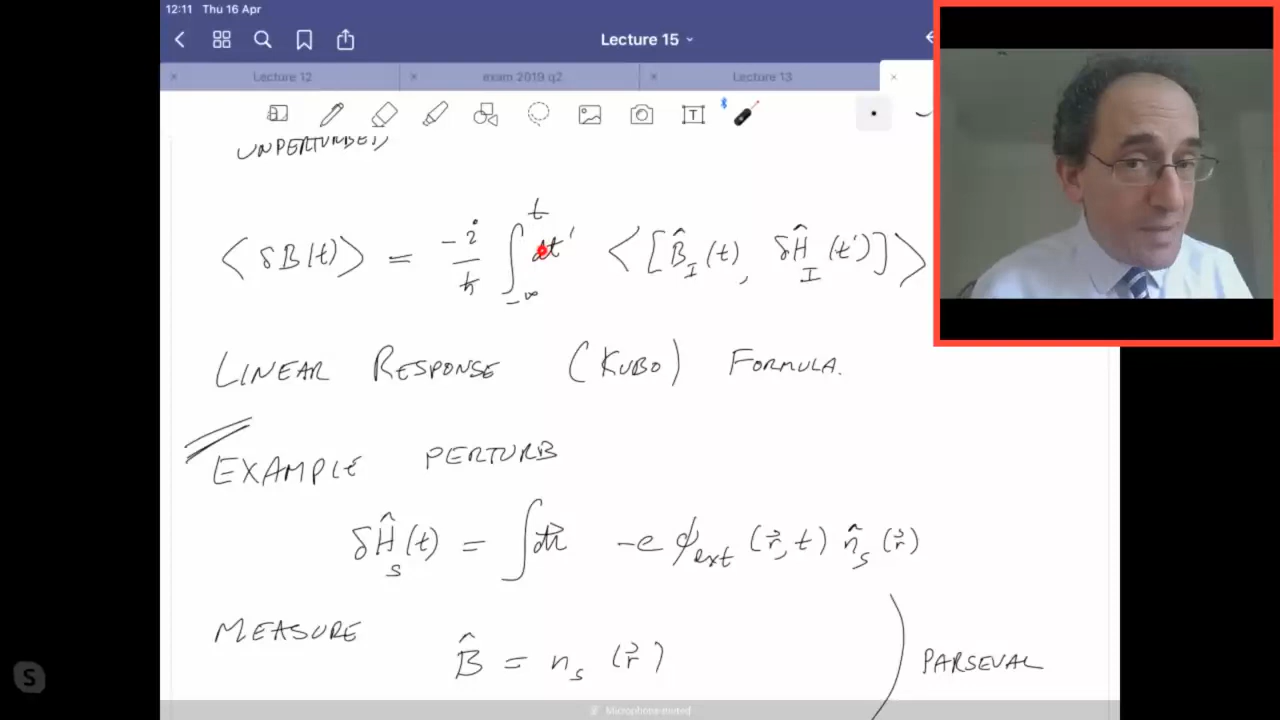 12:11 Thu 16 Apr
Lecture 15
Lecture 12
exam 2019 q2
Lecture 13
T
UNPERTURBED)
⟨δB(t)⟩ = -i/ħ ∫_{-∞}^{t} dt' ⟨[B̂_I(t), δĤ_I(t')]⟩
LINEAR RESPONSE (KUBO) FORMULA.
EXAMPLE PERTURB
δĤ_S(t) = ∫dr⃗ -e ϕ_ext (r⃗, t) n̂_S(r⃗)
MEASURE
B̂ = n_S (r⃗)
PARSEVAL
S
Microphone muted